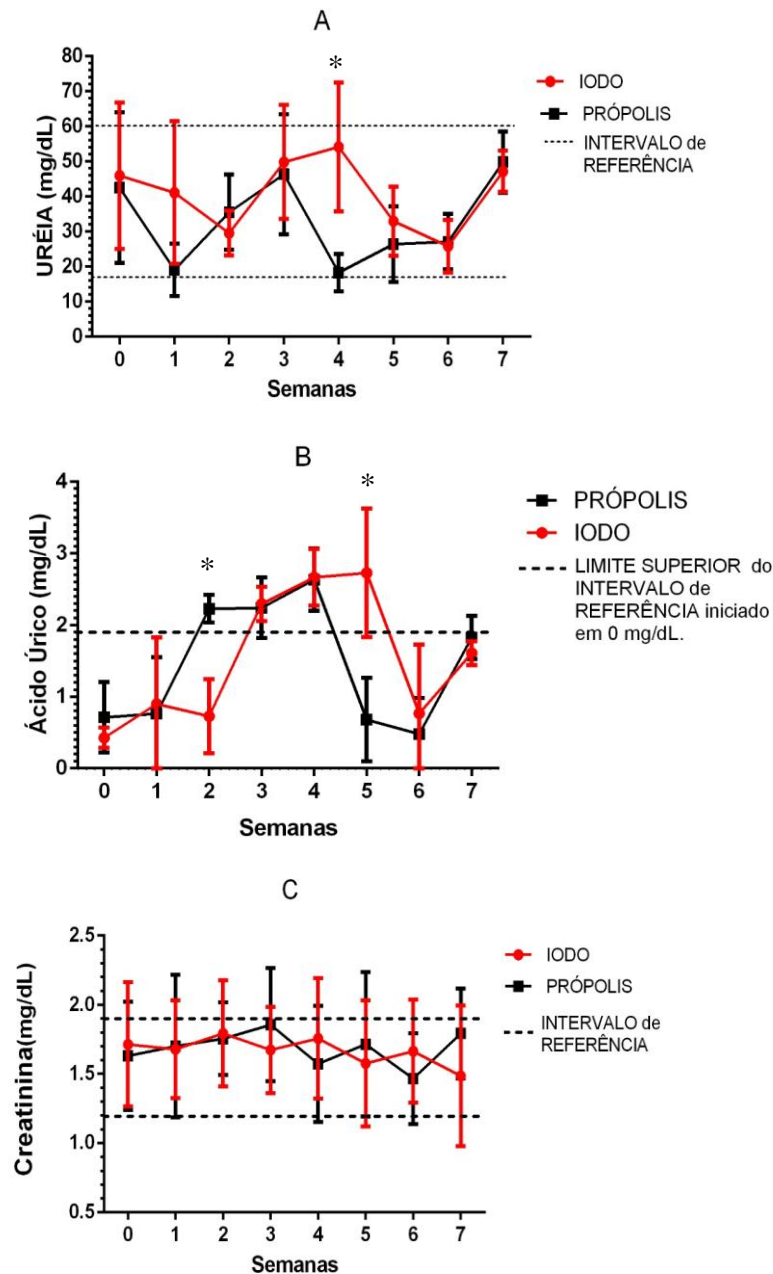 A
*
IODO
PRÓPOLIS
INTERVALO de
REFERÊNCIA
URÉIA (mg/dL)
80
70
60
50
40
30
20
10
0
0 1 2 3 4 5 6 7
Semanas
B
*
*
PRÓPOLIS
IODO
LIMITE SUPERIOR do
INTERVALO de
REFERÊNCIA iniciado
em 0 mg/dL.
Ácido Úrico (mg/dL)
4
3
2
1
0
0 1 2 3 4 5 6 7
Semanas
C
IODO
PRÓPOLIS
INTERVALO de
REFERÊNCIA
Creatinina(mg/dL)
2.5
2.0
1.5
1.0
0.5
0 1 2 3 4 5 6 7
Semanas